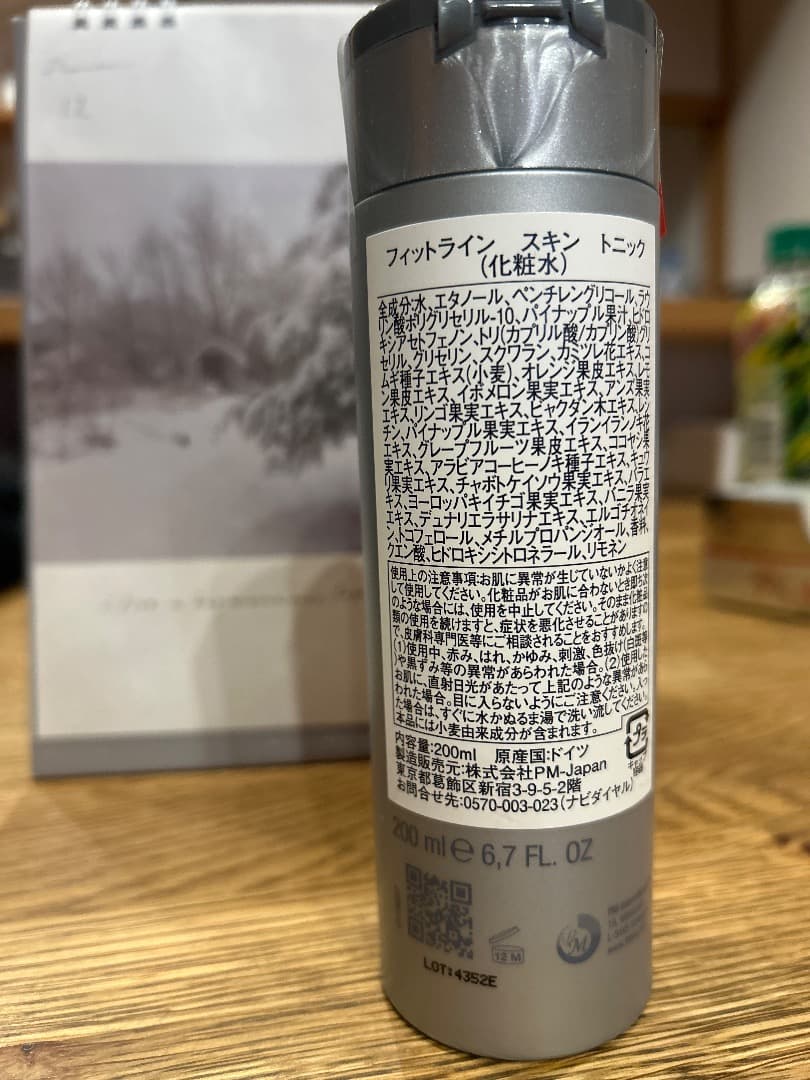 フィットライン スキン トニック
(化粧水)
全成分:水、エタノール、ペンチレングリコール、ラウ
リン酸ポリグリセリル-10、パイナップル果汁、ヒドロ
キシアセトフェノン、トリ(カプリル酸/カプリン酸)グリ
セリル、グリセリン、スクワラン、カミツレ花エキス、コ
ムギ種子エキス(小麦)、オレンジ果皮エキス、レモ
ン果皮エキス、イボメロン果実エキス、アンズ果実
エキス、リンゴ果実エキス、ビャクダン木エキス、レシ
チン、パイナップル果実エキス、イランイランノキ花
エキス、グレープフルーツ果皮エキス、ココヤシ果
実エキス、アラビアコーヒーノキ種子エキス、キュウ
リ果実エキス、チャボトケイソウ果実エキス、バラエ
キス、ヨーロッパキイチゴ果実エキス、バニラ果実
エキス、デュナリエラサリナエキス、エルゴチオネイ
ン、トコフェロール、メチルプロパンジオール、香料、
クエン酸、ヒドロキシシトロネラール、リモネン
使用上の注意事項:お肌に異常が生じていないかよく注意
して使用してください。化粧品がお肌に合わないとき即ち次
のような場合には、使用を中止してください。そのまま化粧品
類の使用を続けますと、症状を悪化させることがありますの
で、皮膚科専門医等にご相談されることをおすすめします。
(1)使用中、赤み、はれ、かゆみ、刺激、色抜け(白斑等
)や黒ずみ等の異常があらわれた場合。(2)使用した
お肌に、直射日光があたって上記のような異常があら
われた場合。目に入らないようにご注意ください。入っ
た場合は、すぐに水かぬるま湯で洗い流してください。
本品には小麦由来成分が含まれます。
内容量:200ml 原産国:ドイツ
製造販売元:株式会社PM-Japan
東京都葛飾区新宿3-9-5-2階
お問合せ先:0570-003-023(ナビダイヤル)
プラ
200 ml ℮ 6,7 FL. OZ
12 M
PM
LOT:4352E
12